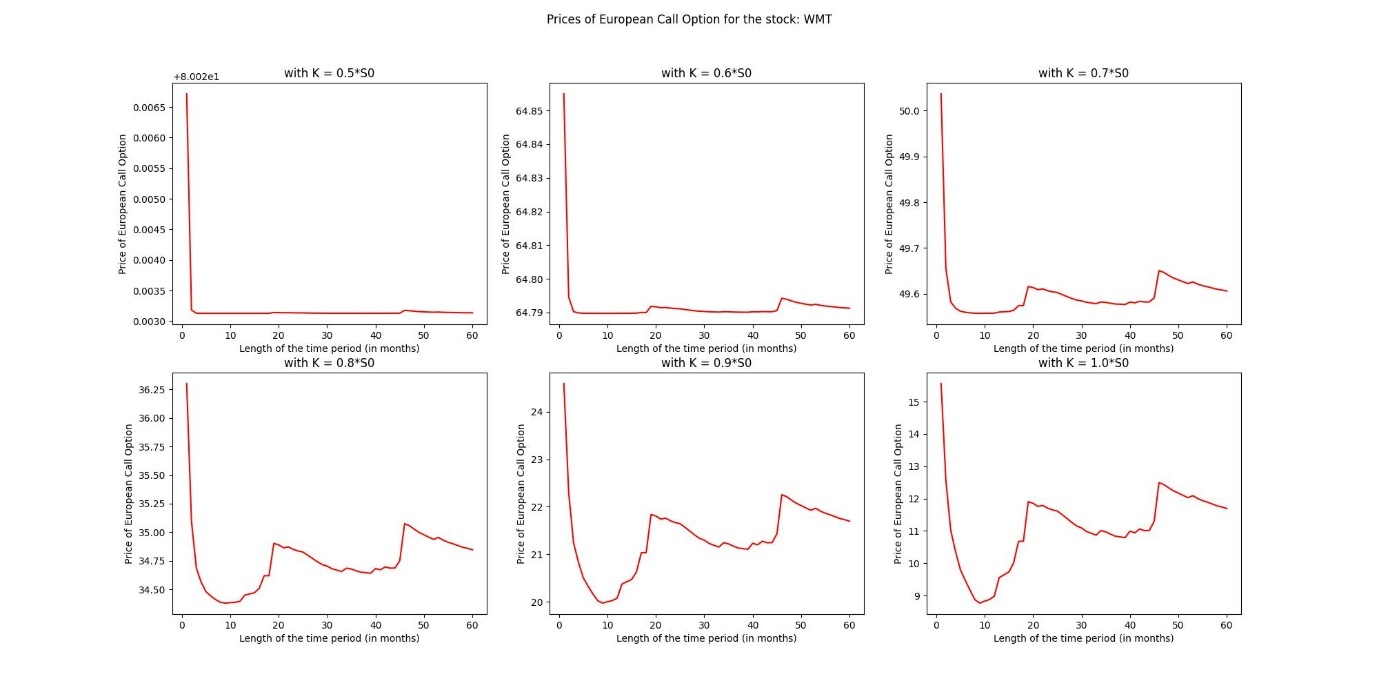 Prices of European Call Option for the stock: WMT
with K = 0.5*S0
+8.002e1
0.0065
0.0060
0.0055
0.0050
0.0045
0.0040
0.0035
0.0030
Price of European Call Option
0 10 20 30 40 50 60
Length of the time period (in months)
with K = 0.6*S0
64.85
64.84
64.83
64.82
64.81
64.80
64.79
Price of European Call Option
0 10 20 30 40 50 60
Length of the time period (in months)
with K = 0.7*S0
50.0
49.9
49.8
49.7
49.6
Price of European Call Option
0 10 20 30 40 50 60
Length of the time period (in months)
with K = 0.8*S0
36.25
36.00
35.75
35.50
35.25
35.00
34.75
34.50
Price of European Call Option
0 10 20 30 40 50 60
Length of the time period (in months)
with K = 0.9*S0
24
23
22
21
20
Price of European Call Option
0 10 20 30 40 50 60
Length of the time period (in months)
with K = 1.0*S0
15
14
13
12
11
10
9
Price of European Call Option
0 10 20 30 40 50 60
Length of the time period (in months)